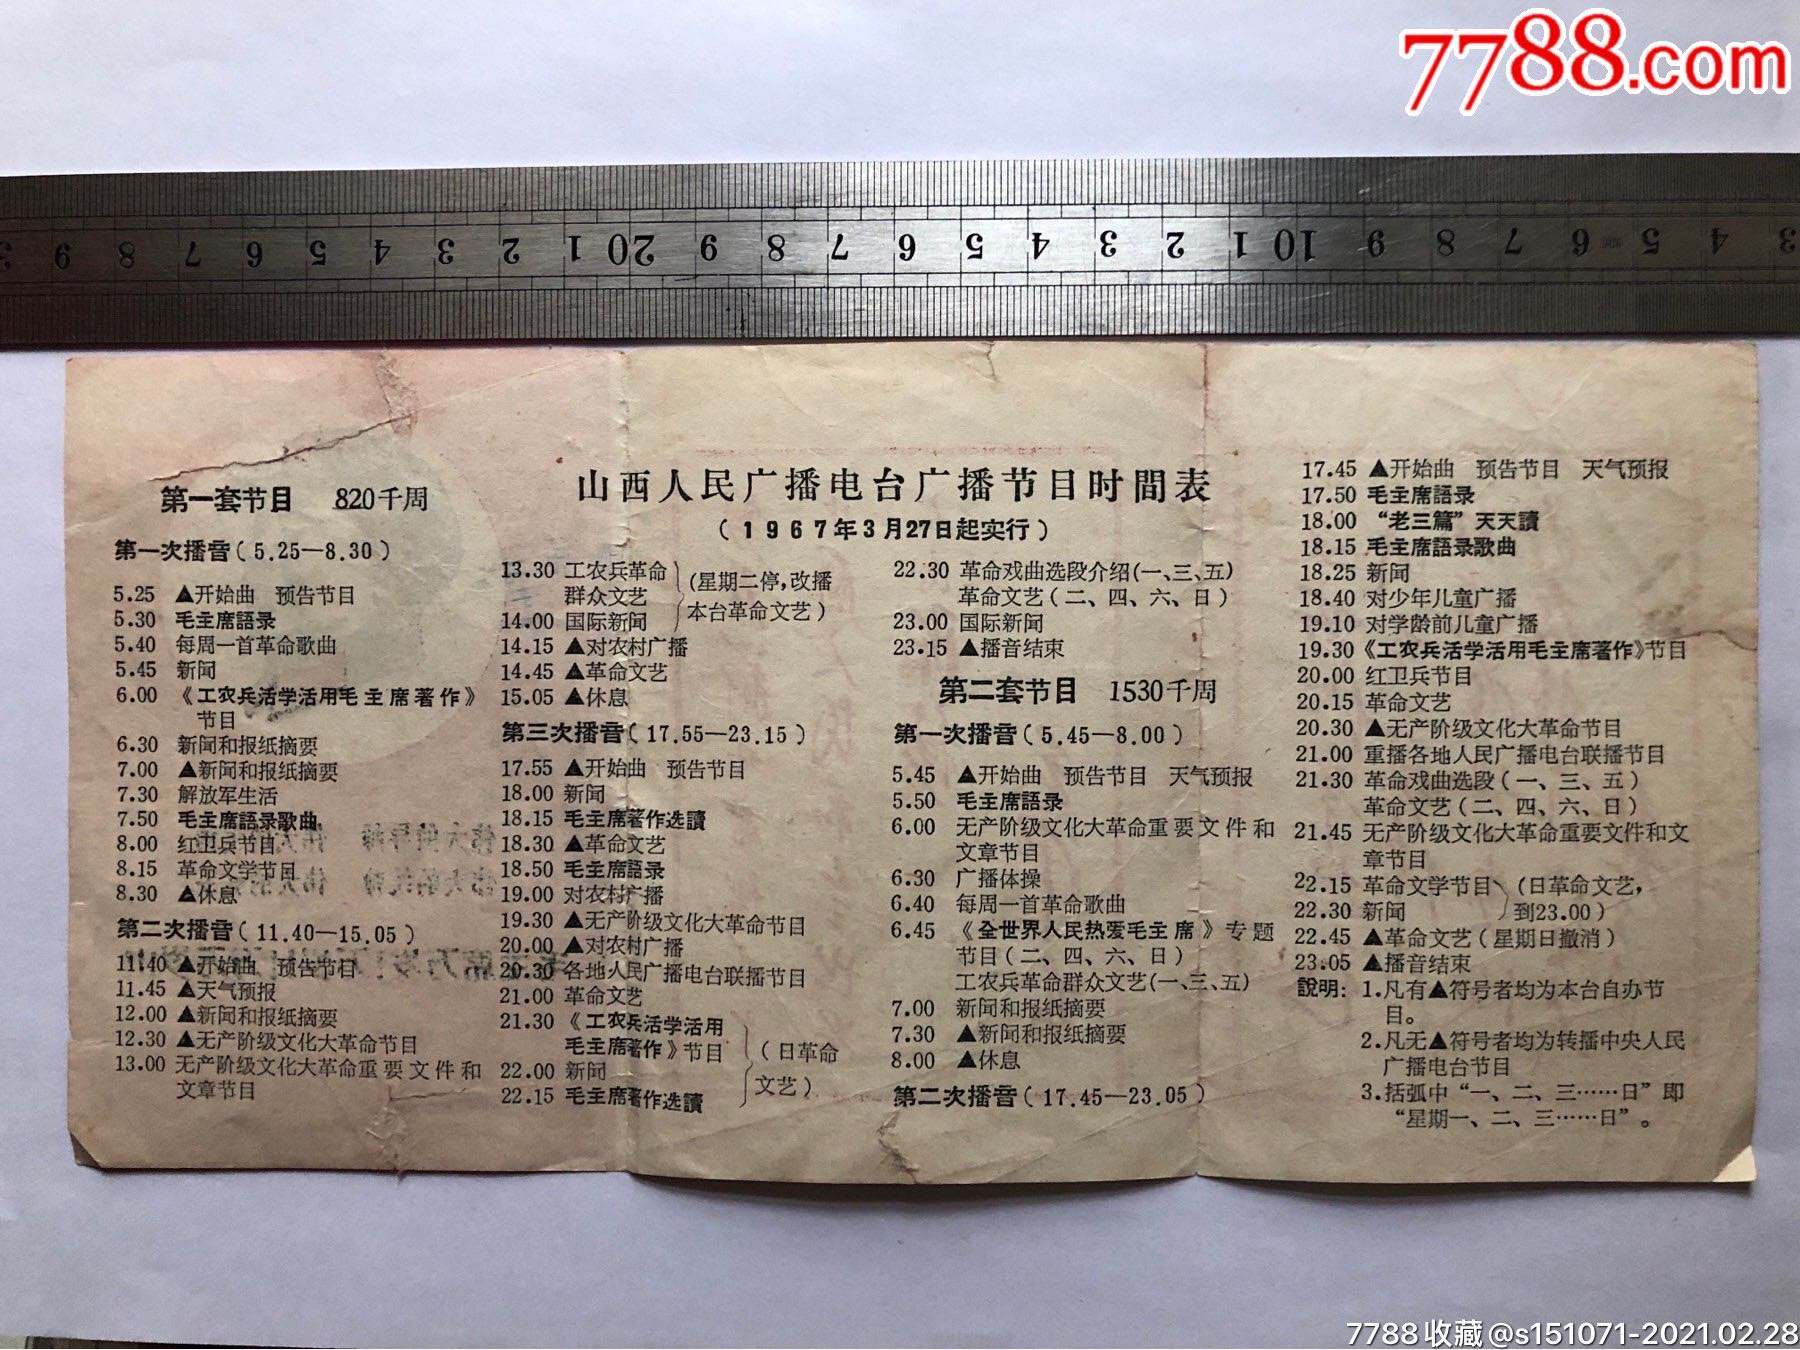 7788.com
3 9 8 7 6 5 4 3 2 1 20 9 8 7 6 5 4 3 2 1 10 9 8 7 6 5 4 3
山西人民广播电台广播节目时間表
(1967年3月27日起实行)
第一套节目 820千周
第一次播音(5.25—8.30)
5.25 ▲开始曲 预告节目
5.30 毛主席語录
5.40 每周一首革命歌曲
5.45 新闻
6.00 《工农兵活学活用毛主席著作》
节目
6.30 新闻和报纸摘要
7.00 ▲新闻和报纸摘要
7.30 解放军生活
7.50 毛主席語录歌曲
8.00 红卫兵节目
8.15 革命文学节目
8.30 ▲休息
第二次播音(11.40—15.05)
11.40 ▲开始曲 预告节目
11.45 ▲天气预报
12.00 ▲新闻和报纸摘要
12.30 ▲无产阶级文化大革命节目
13.00 无产阶级文化大革命重要文件和
文章节目
13.30 工农兵革命
群众文艺
14.00 国际新闻
(星期二停,改播
本台革命文艺)
14.15 ▲对农村广播
14.45 ▲革命文艺
15.05 ▲休息
第三次播音(17.55—23.15)
17.55 ▲开始曲 预告节目
18.00 新闻
18.15 毛主席著作选讀
18.30 ▲革命文艺
18.50 毛主席語录
19.00 对农村广播
19.30 ▲无产阶级文化大革命节目
20.00 ▲对农村广播
20.30 各地人民广播电台联播节目
21.00 革命文艺
21.30 《工农兵活学活用
毛主席著作》节目
22.00 新闻
22.15 毛主席著作选讀
(日革命
文艺)
22.30 革命戏曲选段介绍(一、三、五)
革命文艺(二、四、六、日)
23.00 国际新闻
23.15 ▲播音结束
第二套节目 1530千周
第一次播音(5.45—8.00)
5.45 ▲开始曲 预告节目 天气预报
5.50 毛主席語录
6.00 无产阶级文化大革命重要文件和
文章节目
6.30 广播体操
6.40 每周一首革命歌曲
6.45 《全世界人民热爱毛主席》专题
节目(二、四、六、日)
工农兵革命群众文艺(一、三、五)
7.00 新闻和报纸摘要
7.30 ▲新闻和报纸摘要
8.00 ▲休息
第二次播音(17.45—23.05)
17.45 ▲开始曲 预告节目 天气预报
17.50 毛主席語录
18.00 “老三篇”天天讀
18.15 毛主席語录歌曲
18.25 新闻
18.40 对少年儿童广播
19.10 对学龄前儿童广播
19.30 《工农兵活学活用毛主席著作》节目
20.00 红卫兵节目
20.15 革命文艺
20.30 ▲无产阶级文化大革命节目
21.00 重播各地人民广播电台联播节目
21.30 革命戏曲选段(一、三、五)
革命文艺(二、四、六、日)
21.45 无产阶级文化大革命重要文件和文
章节目
22.15 革命文学节目
22.30 新闻
(日革命文艺,
到23.00)
22.45 ▲革命文艺(星期日撤消)
23.05 ▲播音结束
說明: 1.凡有▲符号者均为本台自办节
目。
2.凡无▲符号者均为转播中央人民
广播电台节目
3.括弧中“一、二、三……日”即
“星期一、二、三……日”。
7788收藏@s151071-2021.02.28